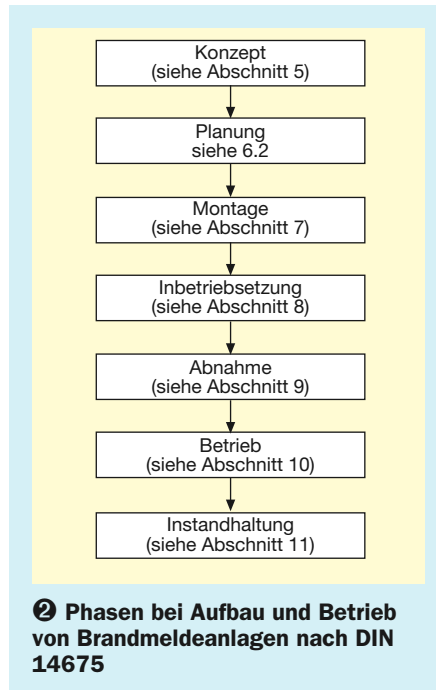 Konzept
(siehe Abschnitt 5)
Planung
siehe 6.2
Montage
(siehe Abschnitt 7)
Inbetriebsetzung
(siehe Abschnitt 8)
Abnahme
(siehe Abschnitt 9)
Betrieb
(siehe Abschnitt 10)
Instandhaltung
(siehe Abschnitt 11)
❷ Phasen bei Aufbau und Betrieb
von Brandmeldeanlagen nach DIN
14675